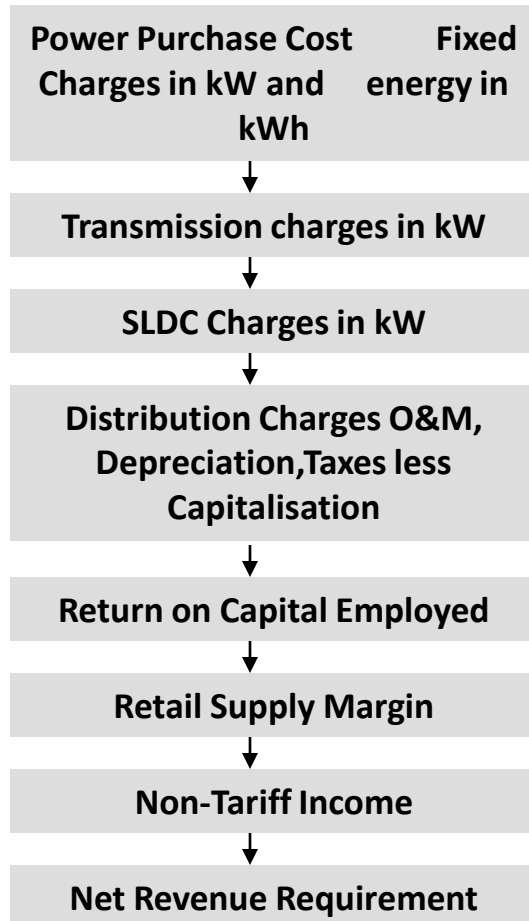 Power Purchase Cost Fixed
Charges in kW and energy in
kWh
Transmission charges in kW
SLDC Charges in kW
Distribution Charges O&M,
Depreciation,Taxes less
Capitalisation
Return on Capital Employed
Retail Supply Margin
Non-Tariff Income
Net Revenue Requirement